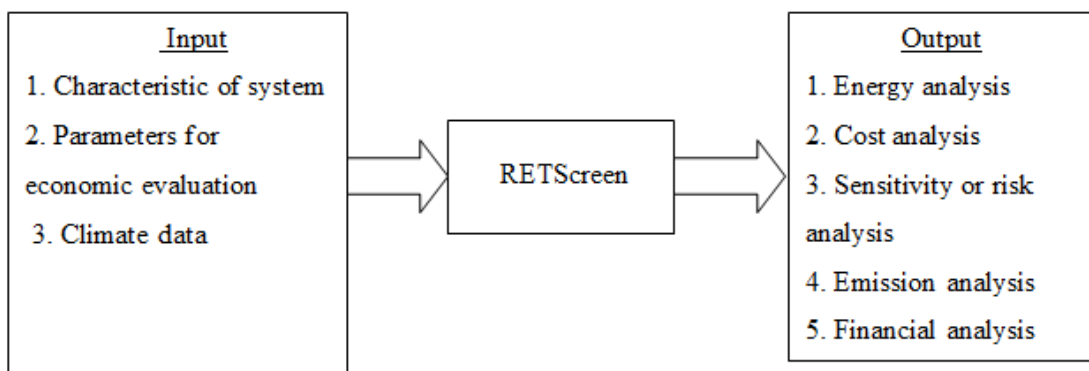 Input
1. Characteristic of system
2. Parameters for
economic evaluation
3. Climate data
RETScreen
Output
1. Energy analysis
2. Cost analysis
3. Sensitivity or risk
analysis
4. Emission analysis
5. Financial analysis